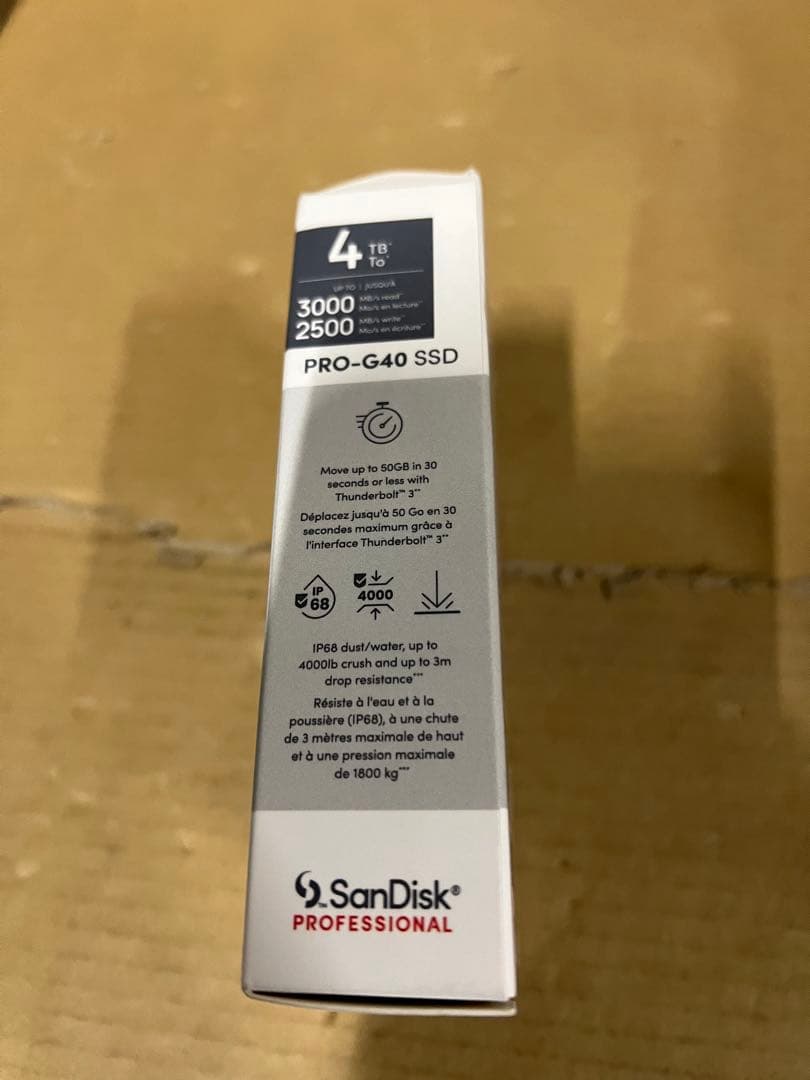 4 TB*
To*
UP TO | JUSQU'À
3000 MB/s read**
Mo/s en lecture**
2500 MB/s write**
Mo/s en écriture**
PRO-G40 SSD
Move up to 50GB in 30
seconds or less with
Thunderbolt™ 3**
Déplacez jusqu'à 50 Go en 30
secondes maximum grâce à
l'interface Thunderbolt™ 3**
IP
68
4000
IP68 dust/water, up to
4000lb crush and up to 3m
drop resistance***
Résiste à l'eau et à la
poussière (IP68), à une chute
de 3 mètres maximale de haut
et à une pression maximale
de 1800 kg***
SanDisk®
PROFESSIONAL